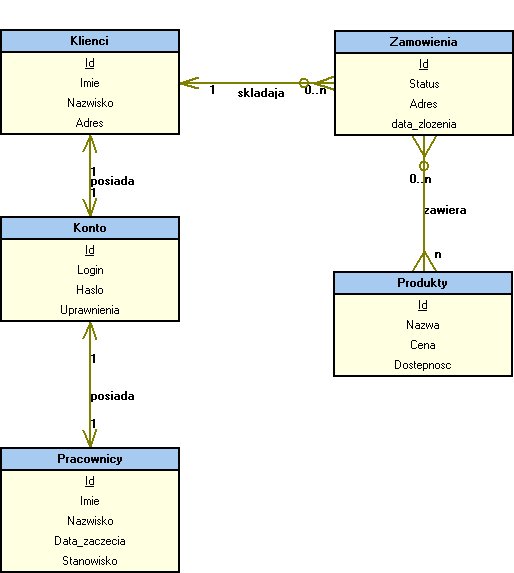 Klienci
Id
Imie
Nazwisko
Adres
1
skladaja
0..n
Zamowienia
Id
Status
Adres
data_zlozenia
1
posiada
1
0..n
zawiera
n
Konto
Id
Login
Haslo
Uprawnienia
Produkty
Id
Nazwa
Cena
Dostepnosc
1
posiada
1
Pracownicy
Id
Imie
Nazwisko
Data_zaczecia
Stanowisko